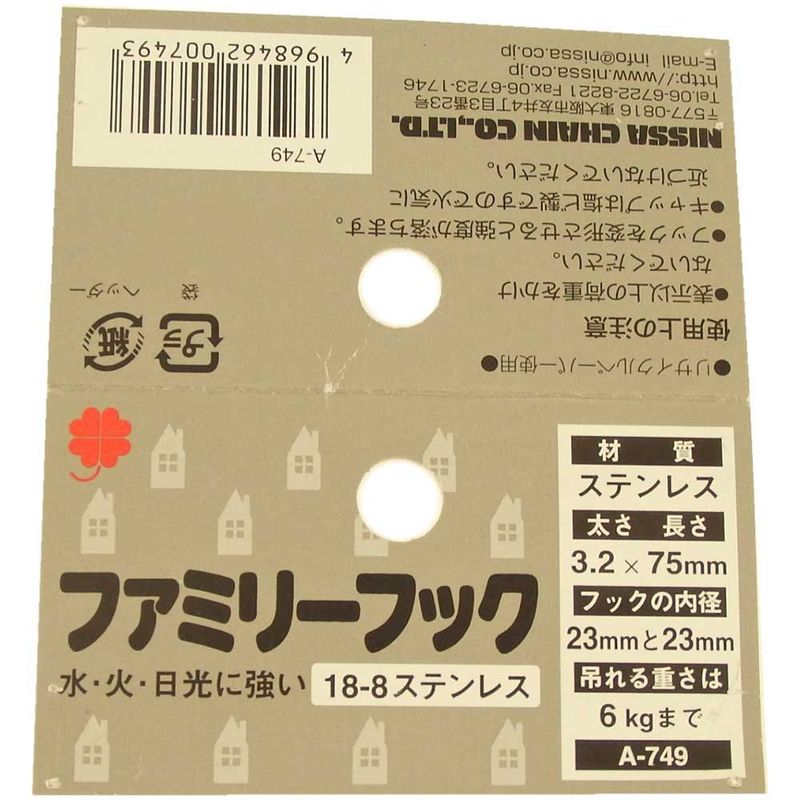 ●リサイクルペーパー使用●
使用上の注意
●表示以上の荷重をかけ
ないでください。
●フックを変形させると強度が落ちます。
●キャップは塩ビ製ですので火気に
近づけないでください。
NISSA CHAIN CO.,LTD.
〒577-0816 東大阪市友井4丁目3番23号
Tel.06-6722-8221 Fax.06-6723-1746
http://www.nissa.co.jp
E-mail info@nissa.co.jp
プラ
袋
紙
ヘッダー
A-749
4 968462 007493
ファミリーフック
水・火・日光に強い
18-8ステンレス
材 質
ステンレス
太さ 長さ
3.2 × 75mm
フックの内径
23mmと23mm
吊れる重さは
6 kgまで
A-749